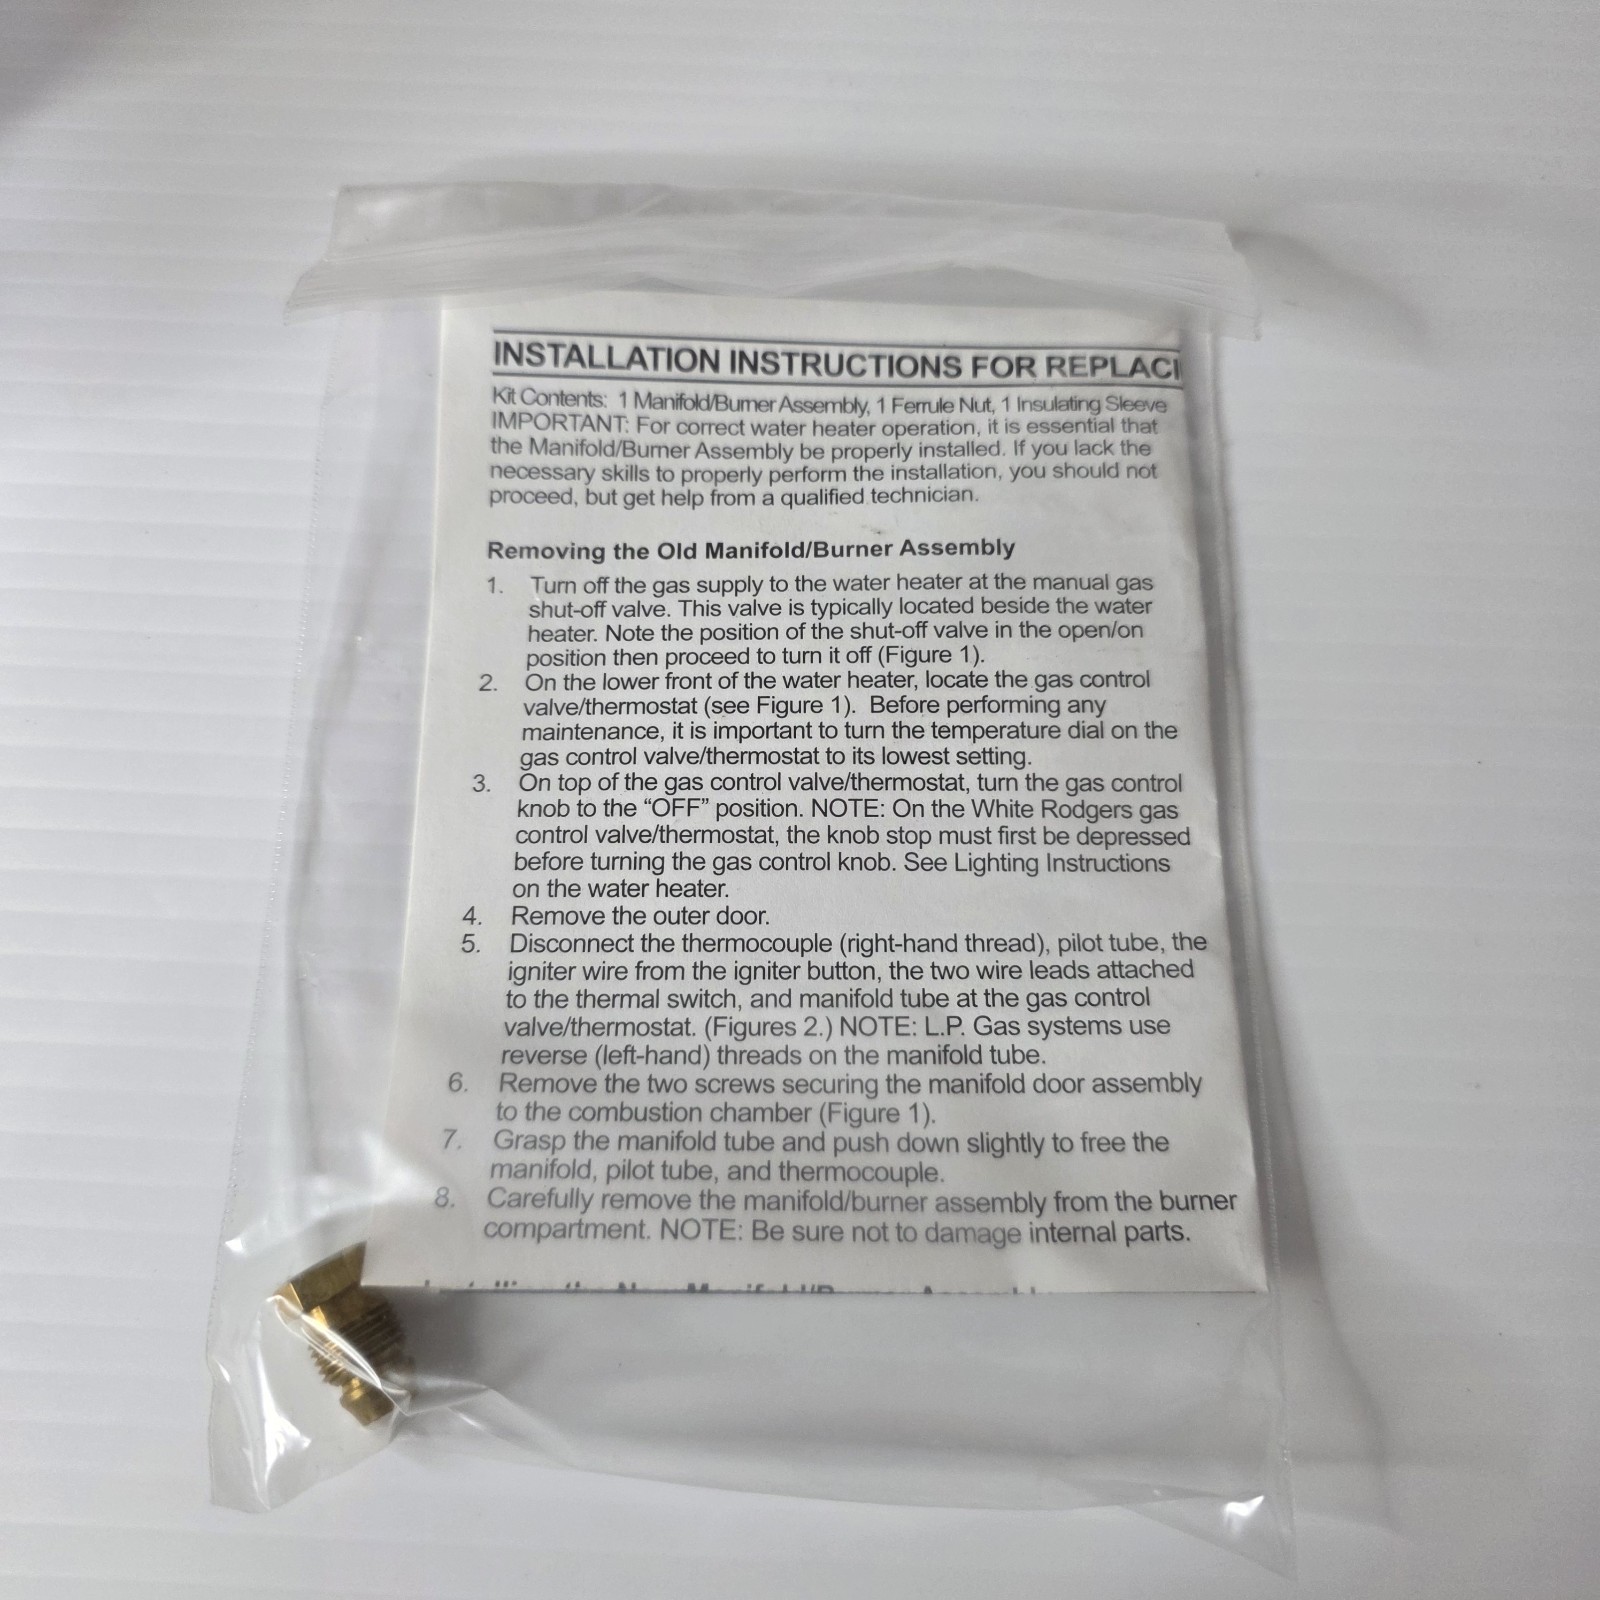 INSTALLATION INSTRUCTIONS FOR REPLACI
Kit Contents: 1 Manifold/Burner Assembly, 1 Ferrule Nut, 1 Insulating Sleeve
IMPORTANT: For correct water heater operation, it is essential that
the Manifold/Burner Assembly be properly installed. If you lack the
necessary skills to properly perform the installation, you should not
proceed, but get help from a qualified technician.
Removing the Old Manifold/Burner Assembly
1. Turn off the gas supply to the water heater at the manual gas
shut-off valve. This valve is typically located beside the water
heater. Note the position of the shut-off valve in the open/on
position then proceed to turn it off (Figure 1).
2. On the lower front of the water heater, locate the gas control
valve/thermostat (see Figure 1). Before performing any
maintenance, it is important to turn the temperature dial on the
gas control valve/thermostat to its lowest setting.
3. On top of the gas control valve/thermostat, turn the gas control
knob to the “OFF” position. NOTE: On the White Rodgers gas
control valve/thermostat, the knob stop must first be depressed
before turning the gas control knob. See Lighting Instructions
on the water heater.
4. Remove the outer door.
5. Disconnect the thermocouple (right-hand thread), pilot tube, the
igniter wire from the igniter button, the two wire leads attached
to the thermal switch, and manifold tube at the gas control
valve/thermostat. (Figures 2.) NOTE: L.P. Gas systems use
reverse (left-hand) threads on the manifold tube.
6. Remove the two screws securing the manifold door assembly
to the combustion chamber (Figure 1).
7. Grasp the manifold tube and push down slightly to free the
manifold, pilot tube, and thermocouple.
8. Carefully remove the manifold/burner assembly from the burner
compartment. NOTE: Be sure not to damage internal parts.